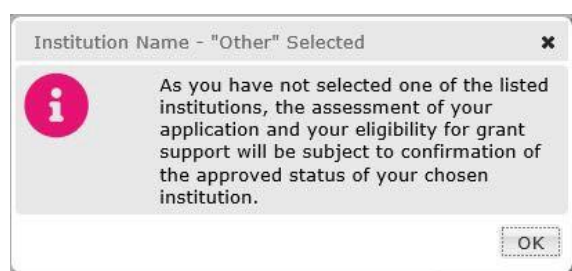 Institution Name - "Other" Selected
As you have not selected one of the listed
institutions, the assessment of your
application and your eligibility for grant
support will be subject to confirmation of
the approved status of your chosen
institution.
OK